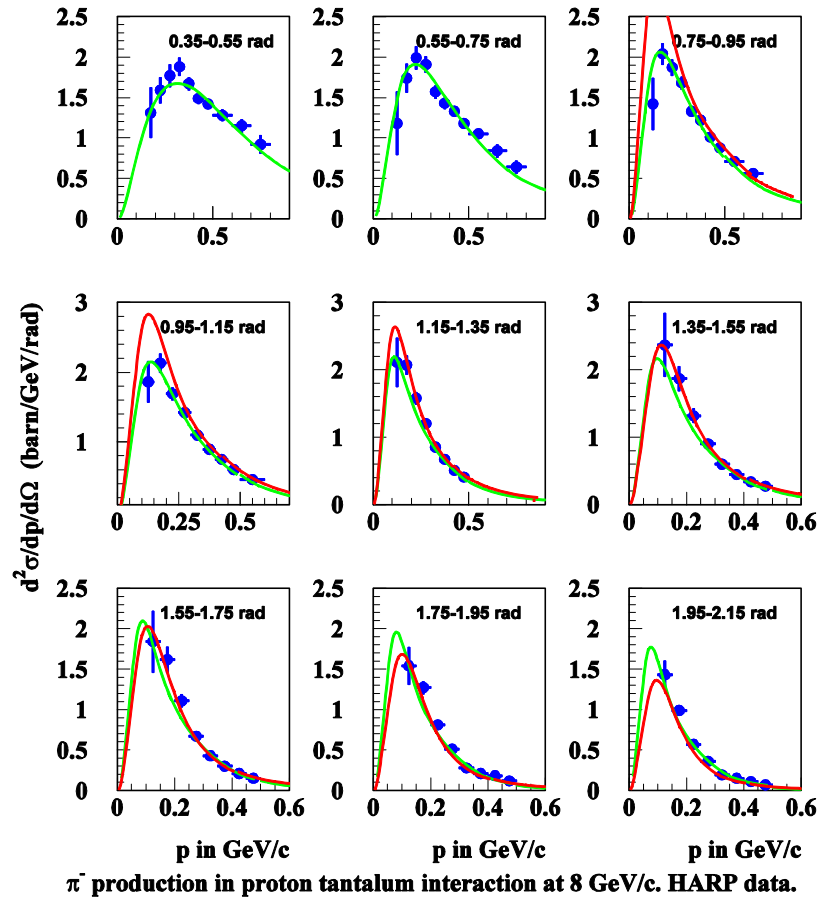 0.35-0.55 rad 0.55-0.75 rad 0.75-0.95 rad
2.5 2.5 2.5
2 2 2
1.5 1.5 1.5
1 1 1
0.5 0.5 0.5
0 0 0
0 0.5 0 0.5 0 0.5
0.95-1.15 rad 1.15-1.35 rad 1.35-1.55 rad
3 3 3
2 2 2
1 1 1
0 0
0 0.25 0.5 0 0.5 0 0.2 0.4 0.6
1.55-1.75 rad 1.75-1.95 rad 1.95-2.15 rad
2.5 2.5 2.5
2 2 2
1.5 1.5 1.5
1 1 1
0.5 0.5 0.5
0 0 0
0 0.2 0.4 0.6 0 0.2 0.4 0.6 0 0.2 0.4 0.6
d²σ/dp/dΩ (barn/GeV/rad)
p in GeV/c p in GeV/c p in GeV/c
π⁻ production in proton tantalum interaction at 8 GeV/c. HARP data.